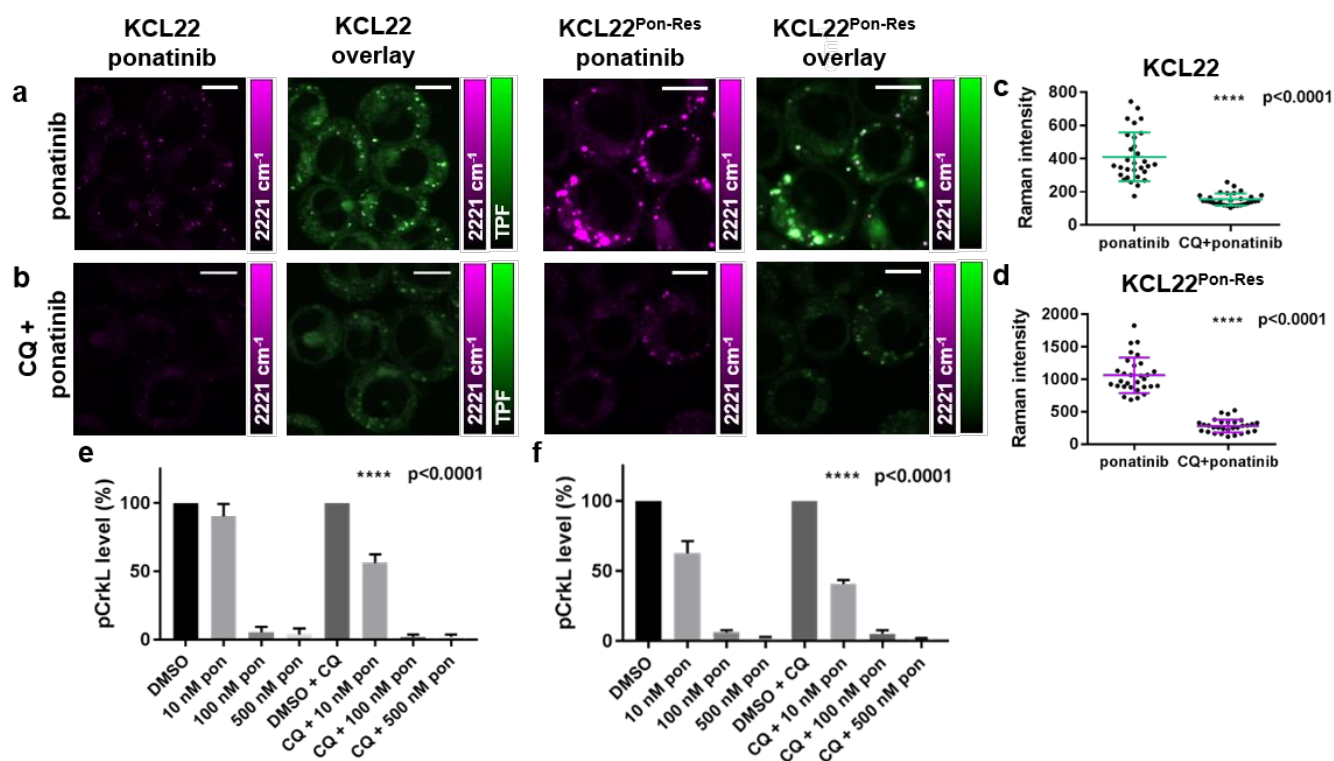 KCL22
ponatinib
KCL22
overlay
KCL22Pon-Res
ponatinib
KCL22Pon-Res
overlay
a
ponatinib
2221 cm-1
2221 cm-1
TPF
2221 cm-1
2221 cm-1
b
CQ +
ponatinib
2221 cm-1
2221 cm-1
TPF
2221 cm-1
2221 cm-1
c
KCL22
**** p<0.0001
Raman intensity
800
600
400
200
0
ponatinib CQ+ponatinib
d
KCL22Pon-Res
**** p<0.0001
Raman intensity
2000
1500
1000
500
0
ponatinib CQ+ponatinib
e
**** p<0.0001
pCrkL level (%)
100
50
0
DMSO
10 nM pon
100 nM pon
500 nM pon
DMSO + CQ
CQ + 10 nM pon
CQ + 100 nM pon
CQ + 500 nM pon
f
**** p<0.0001
pCrkL level (%)
100
50
0
DMSO
10 nM pon
100 nM pon
500 nM pon
DMSO + CQ
CQ + 10 nM pon
CQ + 100 nM pon
CQ + 500 nM pon